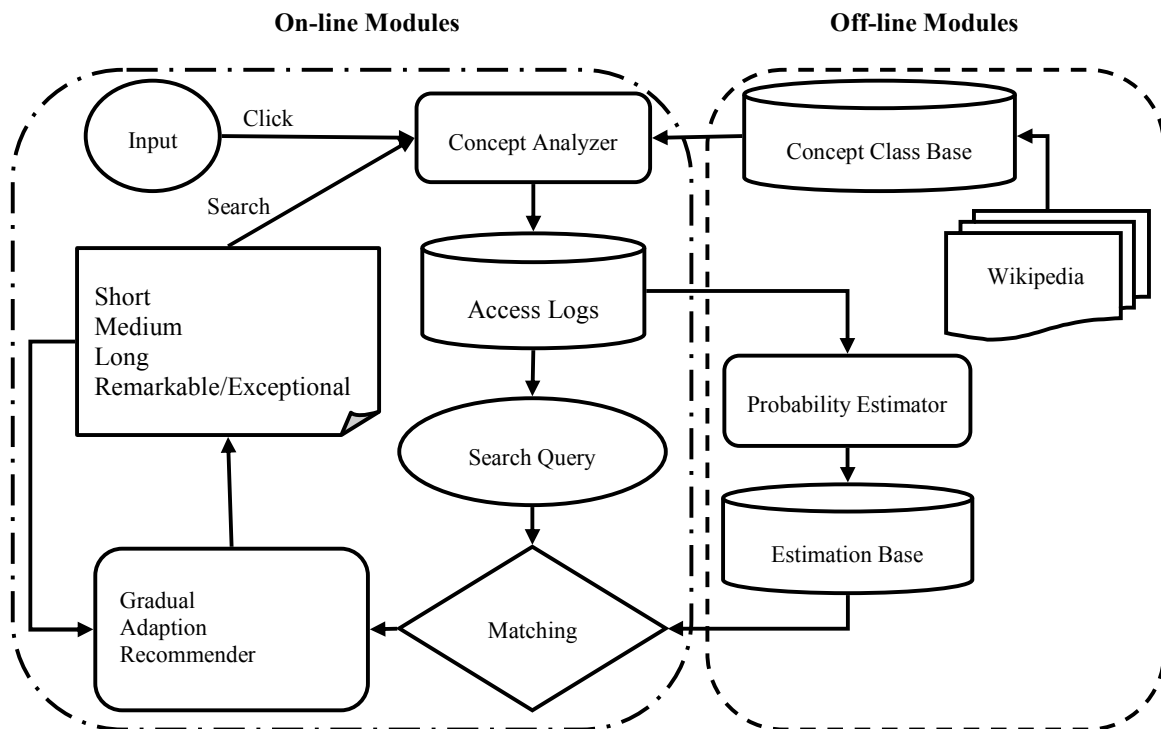 On-line Modules
Off-line Modules
Input
Click
Concept Analyzer
Concept Class Base
Search
Wikipedia
Short
Medium
Long
Remarkable/Exceptional
Access Logs
Probability Estimator
Search Query
Estimation Base
Gradual
Adaption
Recommender
Matching